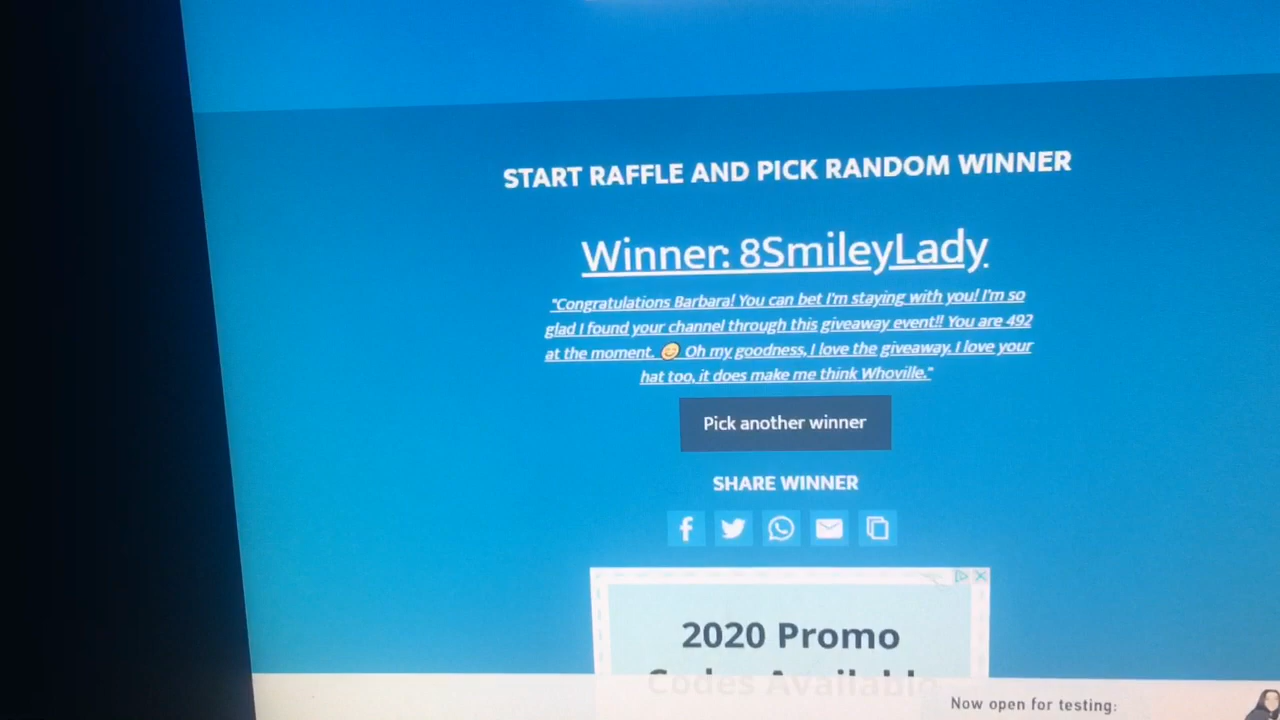 START RAFFLE AND PICK RANDOM WINNER
Winner: 8SmileyLady
"Congratulations Barbara! You can bet I'm staying with you! I'm so
glad I found your channel through this giveaway event!! You are 492
at the moment. 😊 Oh my goodness, I love the giveaway. I love your
hat too, it does make me think Whoville."
Pick another winner
SHARE WINNER
2020 Promo
Codes Available
Now open for testing: